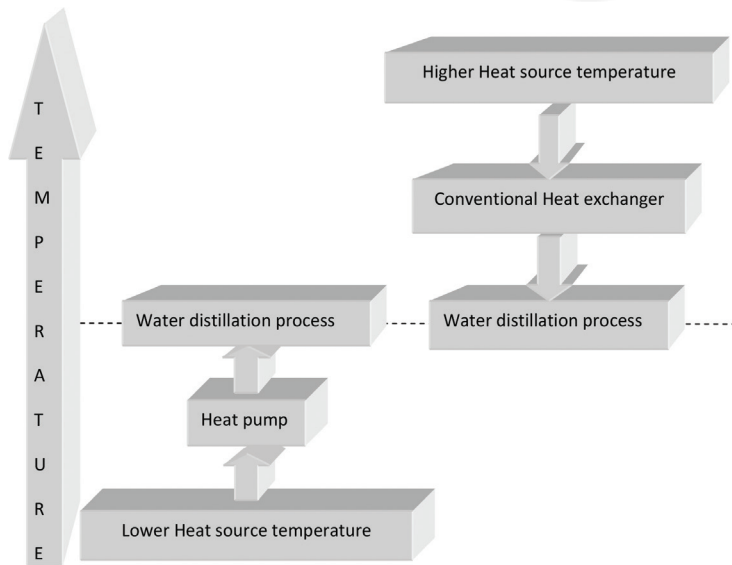 TEMPERATURE
Higher Heat source temperature
Conventional Heat exchanger
Water distillation process
Water distillation process
Heat pump
Lower Heat source temperature